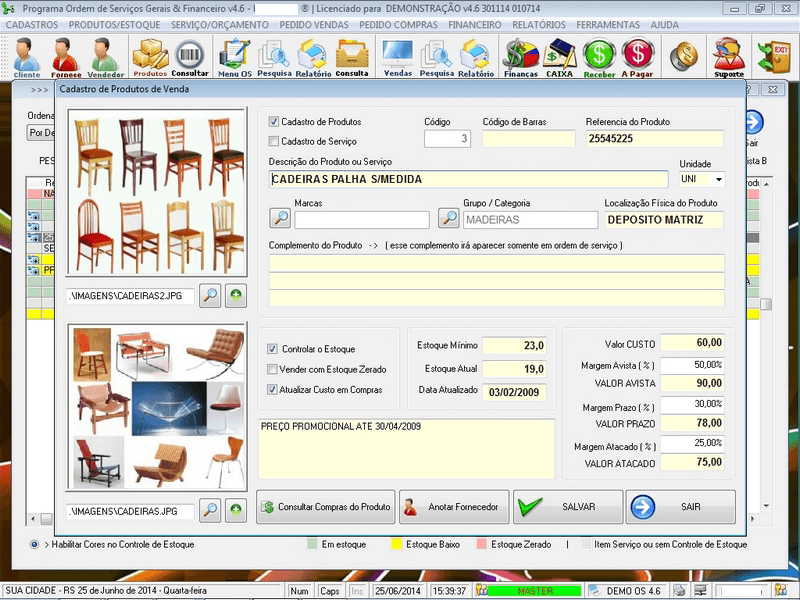 Programa Ordem de Serviços Gerais & Financeiro v4.6 - [ ® | Licenciado para DEMONSTRAÇÃO v4.6 301114 010714
CADASTROS PRODUTOS/ESTOQUE SERVIÇO/ORÇAMENTO PEDIDO VENDAS PEDIDO COMPRAS FINANCEIRO RELATÓRIOS FERRAMENTAS AJUDA
EXIT
Cliente Fornece Vendedor Produtos Consultar Menu OS Pesquisa Relatório Consulta Vendas Pesquisa Relatório Finanças CAIXA Receber A Pagar Suporte
>>> Cadastro de Produtos de Venda
Ordena
Por De
PES
Cadastro de Produtos Código Código de Barras Referencia do Produto
Cadastro de Serviço 3 25545225
Descrição do Produto ou Serviço Unidade
CADEIRAS PALHA S/MEDIDA UNI
Marcas Grupo / Categoria Localização Física do Produto
MADEIRAS DEPOSITO MATRIZ
Complemento do Produto -> ( esse complemento irá aparecer somente em ordem de serviço )
.\IMAGENS\CADEIRAS2.JPG
Controlar o Estoque Estoque Mínimo 23,0 Valor CUSTO 60,00
Vender com Estoque Zerado Estoque Atual 19,0 Margem Avista ( % ) 50,00%
Atualizar Custo em Compras Data Atualizado 03/02/2009 VALOR AVISTA 90,00
Margem Prazo ( % ) 30,00%
PREÇO PROMOCIONAL ATE 30/04/2009 VALOR PRAZO 78,00
Margem Atacado ( % ) 25,00%
VALOR ATACADO 75,00
.\IMAGENS\CADEIRAS.JPG Consultar Compras do Produto Anotar Fornecedor SALVAR SAIR
> Habilitar Cores no Controle de Estoque Em estoque Estoque Baixo Estoque Zerado | Item Serviço ou sem Controle de Estoque
SUA CIDADE - RS 25 de Junho de 2014 - Quarta-feira Num Caps Ins 25/06/2014 15:39:37 MASTER DEMO OS 4.6